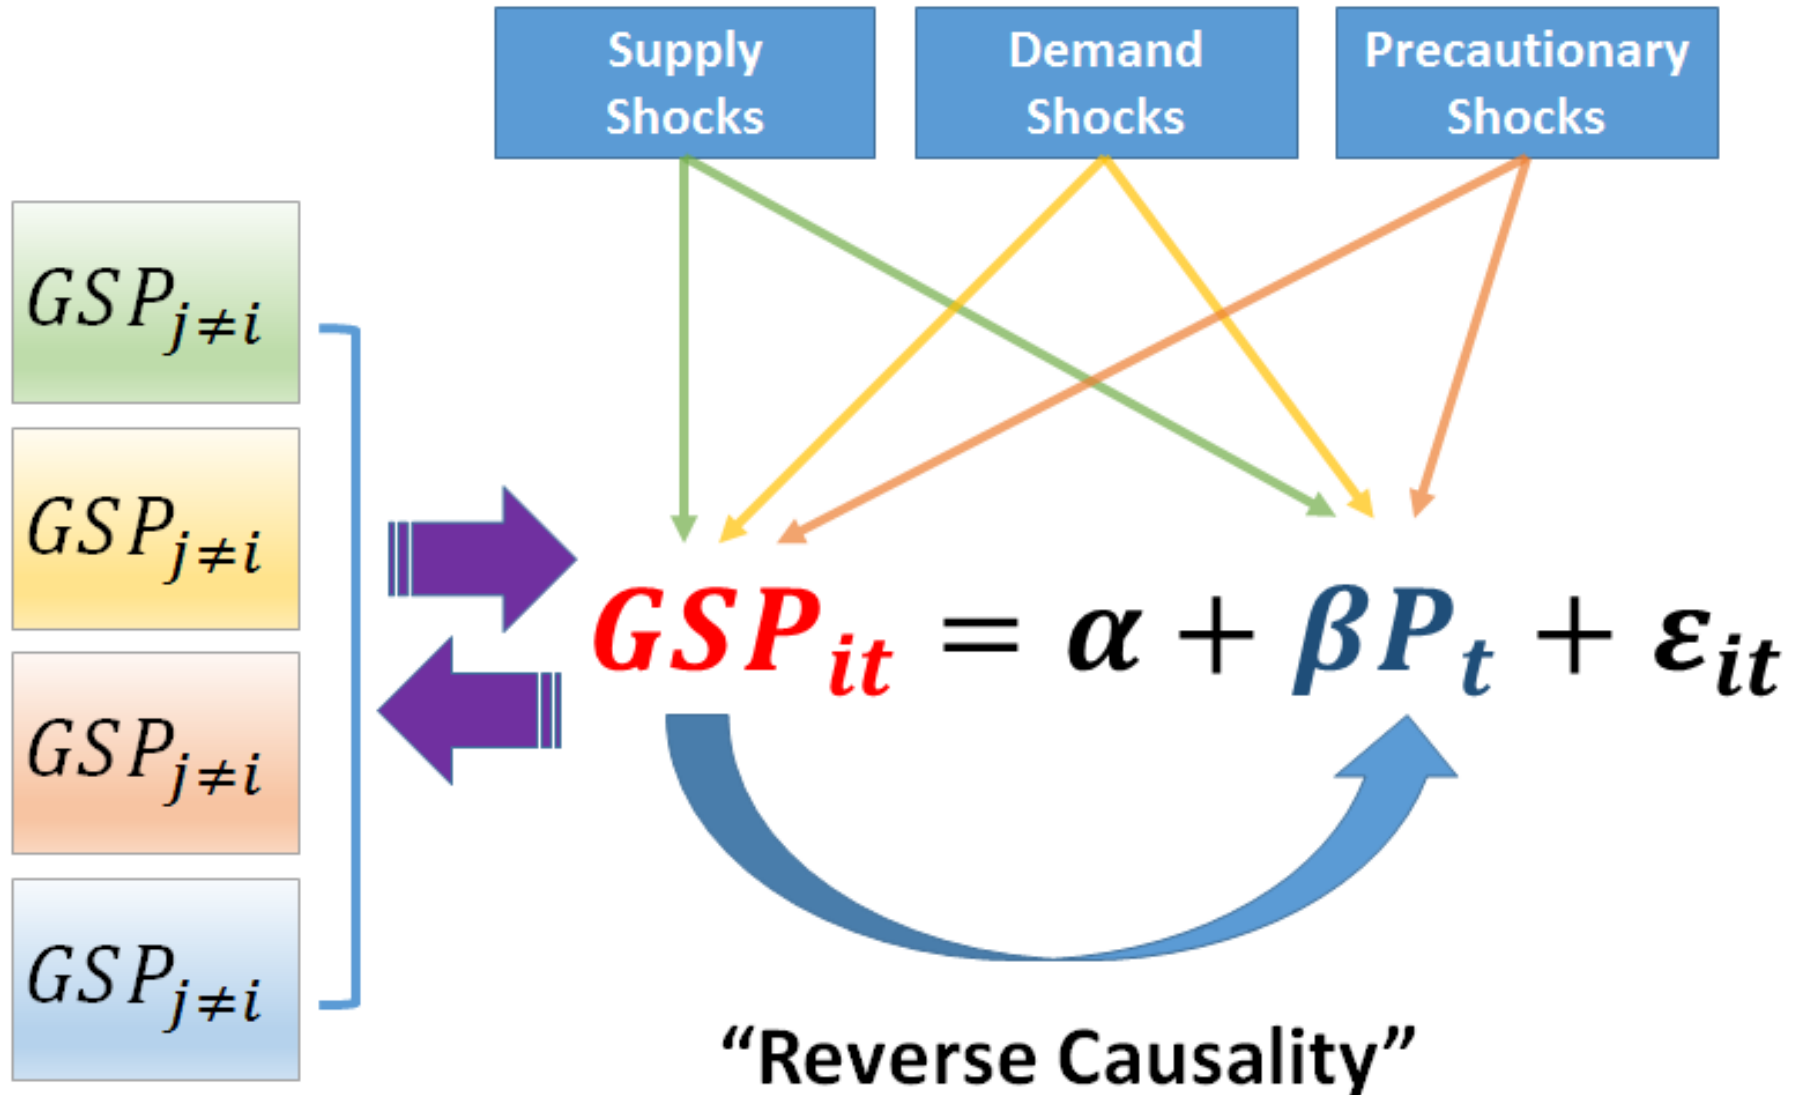 Supply
Shocks
Demand
Shocks
Precautionary
Shocks
GSP_{j≠i}
GSP_{j≠i}
GSP_{j≠i}
GSP_{j≠i}
GSP_{it} = α + βP_t + ε_{it}
“Reverse Causality”